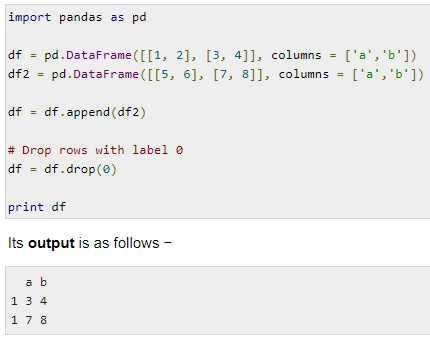 import pandas as pd
df = pd.DataFrame([[1, 2], [3, 4]], columns = ['a','b'])
df2 = pd.DataFrame([[5, 6], [7, 8]], columns = ['a','b'])
df = df.append(df2)
# Drop rows with label 0
df = df.drop(0)
print df
Its output is as follows −
a b
1 3 4
1 7 8